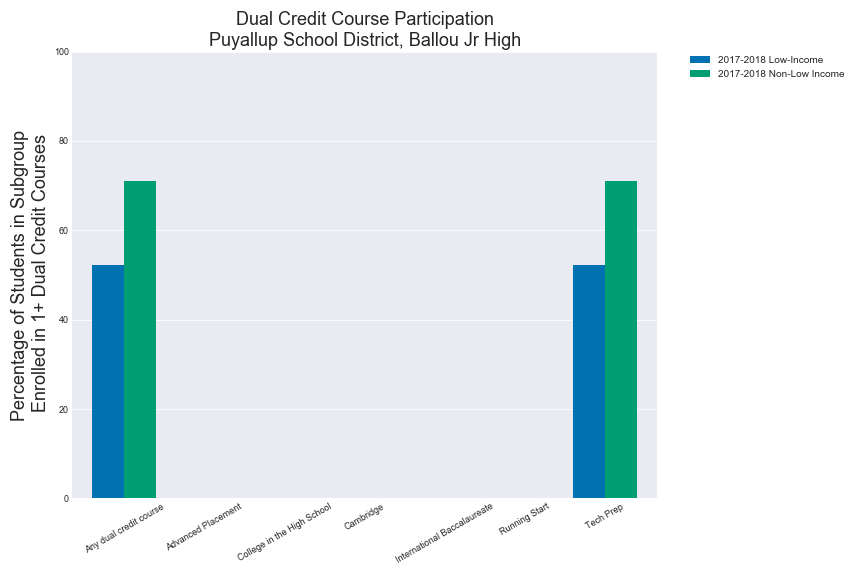 Dual Credit Course Participation
Puyallup School District, Ballou Jr High
2017-2018 Low-Income
2017-2018 Non-Low Income
Percentage of Students in Subgroup
Enrolled in 1+ Dual Credit Courses
100
80
60
40
20
0
Any dual credit course
Advanced Placement
College in the High School
Cambridge
International Baccalaureate
Running Start
Tech Prep